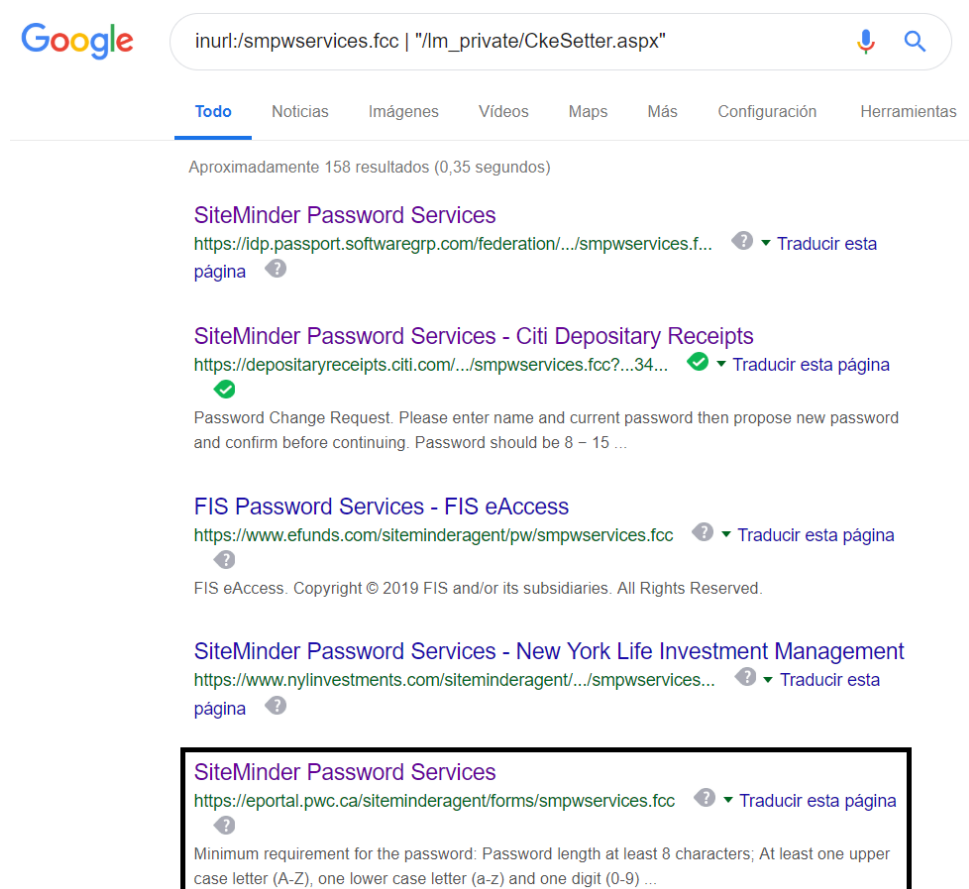 Google
inurl:/smpwservices.fcc | "/lm_private/CkeSetter.aspx"
Todo Noticias Imágenes Vídeos Maps Más Configuración Herramientas
Aproximadamente 158 resultados (0,35 segundos)
SiteMinder Password Services
https://idp.passport.softwaregrp.com/federation/.../smpwservices.f... ? Traducir esta
página ?
SiteMinder Password Services - Citi Depositary Receipts
https://depositaryreceipts.citi.com/.../smpwservices.fcc?...34... Traducir esta página
Password Change Request. Please enter name and current password then propose new password
and confirm before continuing. Password should be 8 − 15 ...
FIS Password Services - FIS eAccess
https://www.efunds.com/siteminderagent/pw/smpwservices.fcc ? Traducir esta página
?
FIS eAccess. Copyright © 2019 FIS and/or its subsidiaries. All Rights Reserved.
SiteMinder Password Services - New York Life Investment Management
https://www.nylinvestments.com/siteminderagent/.../smpwservices... ? Traducir esta
página ?
SiteMinder Password Services
https://eportal.pwc.ca/siteminderagent/forms/smpwservices.fcc ? Traducir esta página
?
Minimum requirement for the password: Password length at least 8 characters; At least one upper
case letter (A-Z), one lower case letter (a-z) and one digit (0-9) ...